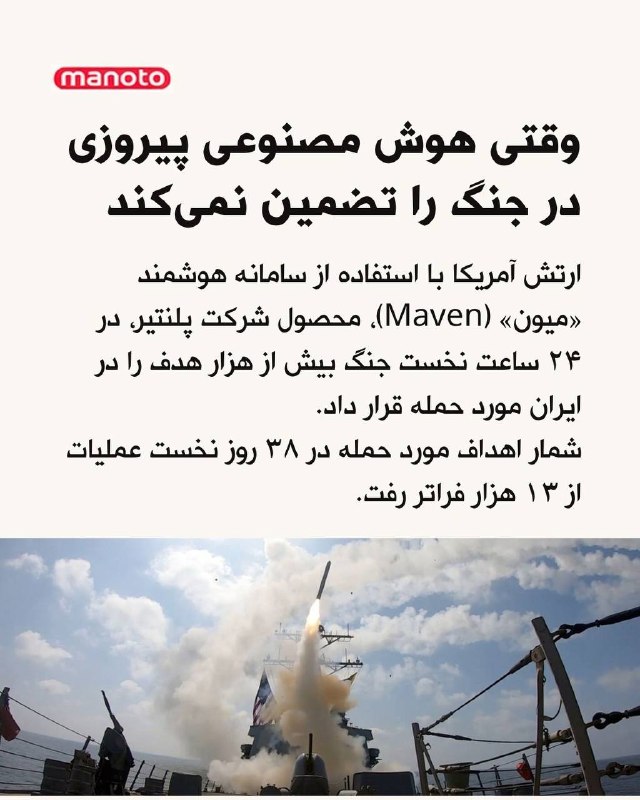 manoto
وقتی هوش مصنوعی پیروزی
در جنگ را تضمین نمی‌کند
ارتش آمریکا با استفاده از سامانه هوشمند
«میون» (Maven)، محصول شرکت پلنتیر، در
۲۴ ساعت نخست جنگ بیش از هزار هدف را در
ایران مورد حمله قرار داد.
شمار اهداف مورد حمله در ۳۸ روز نخست عملیات
از ۱۳ هزار فراتر رفت.